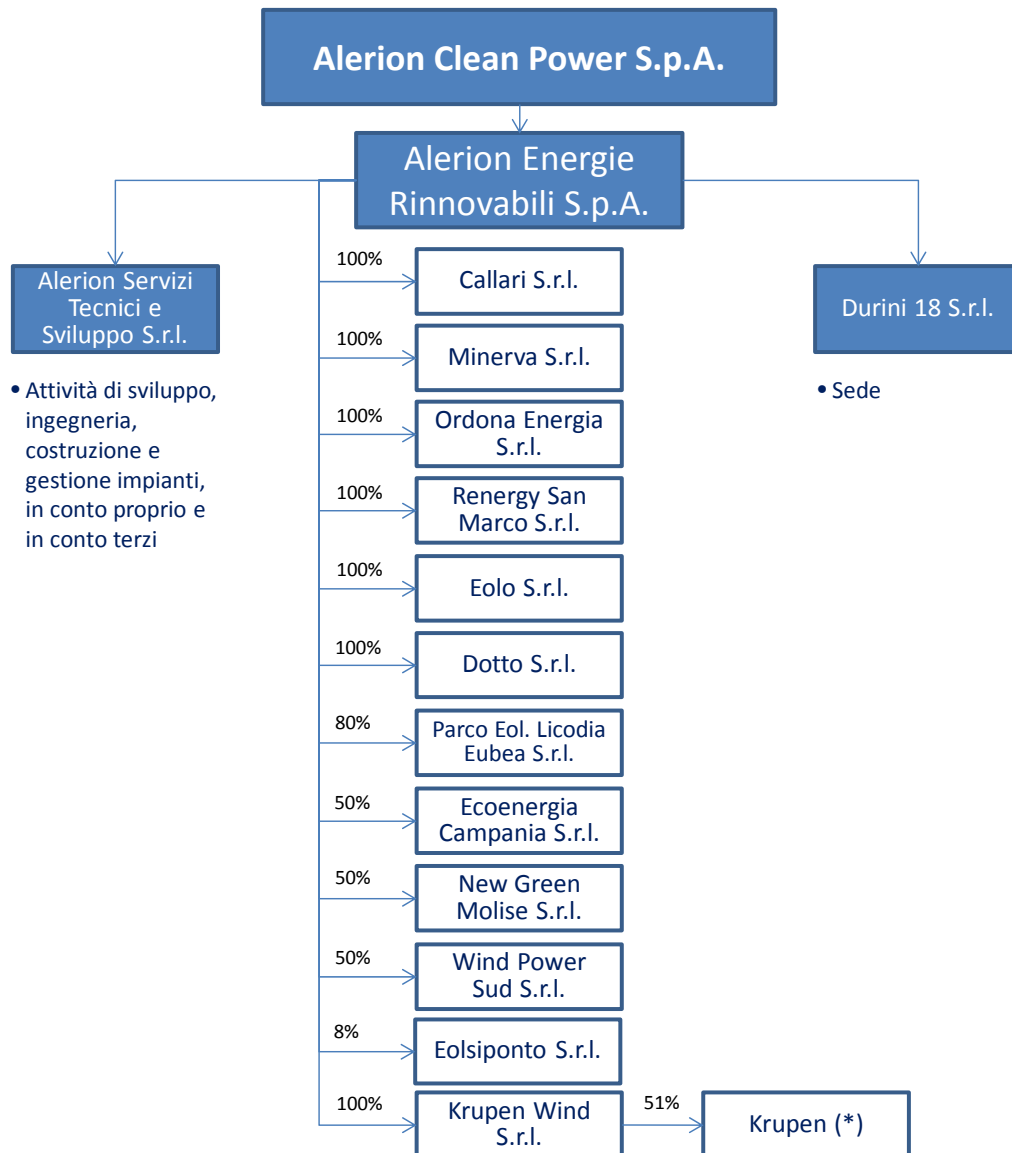 Alerion Clean Power S.p.A.
Alerion Energie
Rinnovabili S.p.A.
Alerion Servizi
Tecnici e
Sviluppo S.r.l.
• Attività di sviluppo,
ingegneria,
costruzione e
gestione impianti,
in conto proprio e
in conto terzi
Durini 18 S.r.l.
• Sede
100%
Callari S.r.l.
100%
Minerva S.r.l.
100%
Ordona Energia
S.r.l.
100%
Renergy San
Marco S.r.l.
100%
Eolo S.r.l.
100%
Dotto S.r.l.
80%
Parco Eol. Licodia
Eubea S.r.l.
50%
Ecoenergia
Campania S.r.l.
50%
New Green
Molise S.r.l.
50%
Wind Power
Sud S.r.l.
8%
Eolsiponto S.r.l.
100%
Krupen Wind
S.r.l.
51%
Krupen (*)